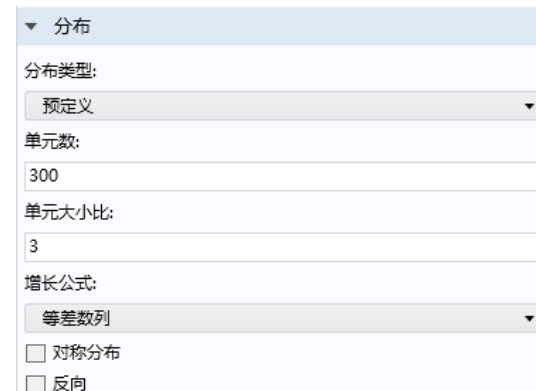 分布
分布类型:
预定义
单元数:
300
单元大小比:
3
增长公式:
等差数列
对称分布
反向